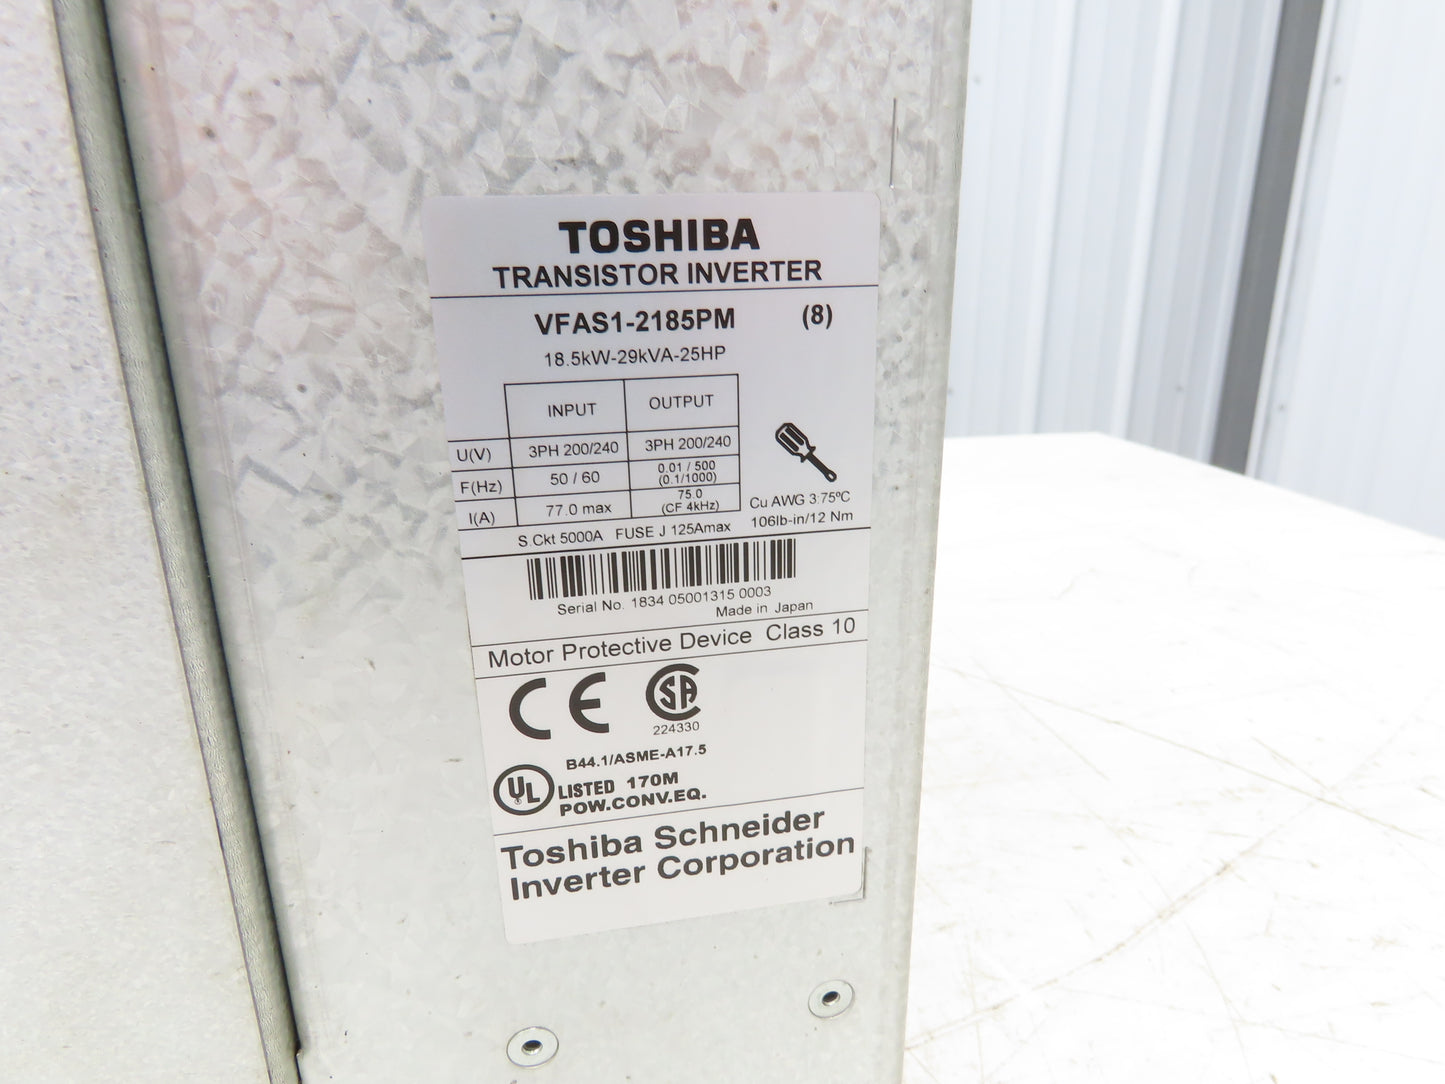 TOSHIBA
TRANSISTOR INVERTER
VFAS1-2185PM (8)
18.5kW-29kVA-25HP
INPUT OUTPUT
U(V) 3PH 200/240 3PH 200/240
F(Hz) 50 / 60 0.01 / 500 (0.1/1000)
I(A) 77.0 max 75.0 (CF 4kHz)
Cu AWG 3 75ºC
106lb-in/12 Nm
S.Ckt 5000A FUSE J 125Amax
Serial No. 1834 05001315 0003
Made in Japan
Motor Protective Device Class 10
CE SA
224330
B44.1/ASME-A17.5
UL LISTED 170M
POW.CONV.EQ.
Toshiba Schneider
Inverter Corporation